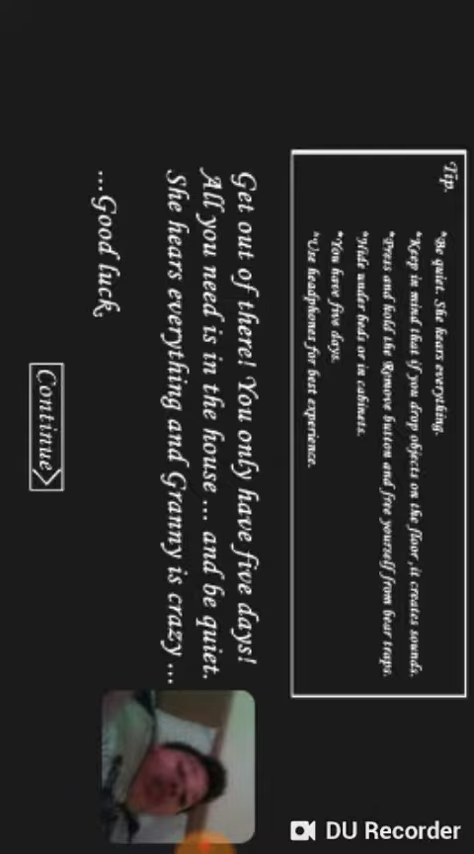 Tip.
*Be quiet. She hears everything.
*Keep in mind that if you drop objects on the floor, it creates sounds.
*Press and hold the Remove button and free yourself from bear traps.
*Hide under beds or in cabinets.
*You have five days.
*Use headphones for best experience.
Get out of there! You only have five days!
All you need is in the house ... and be quiet.
She hears everything and Granny is crazy ...
...Good luck,
Continue
DU Recorder